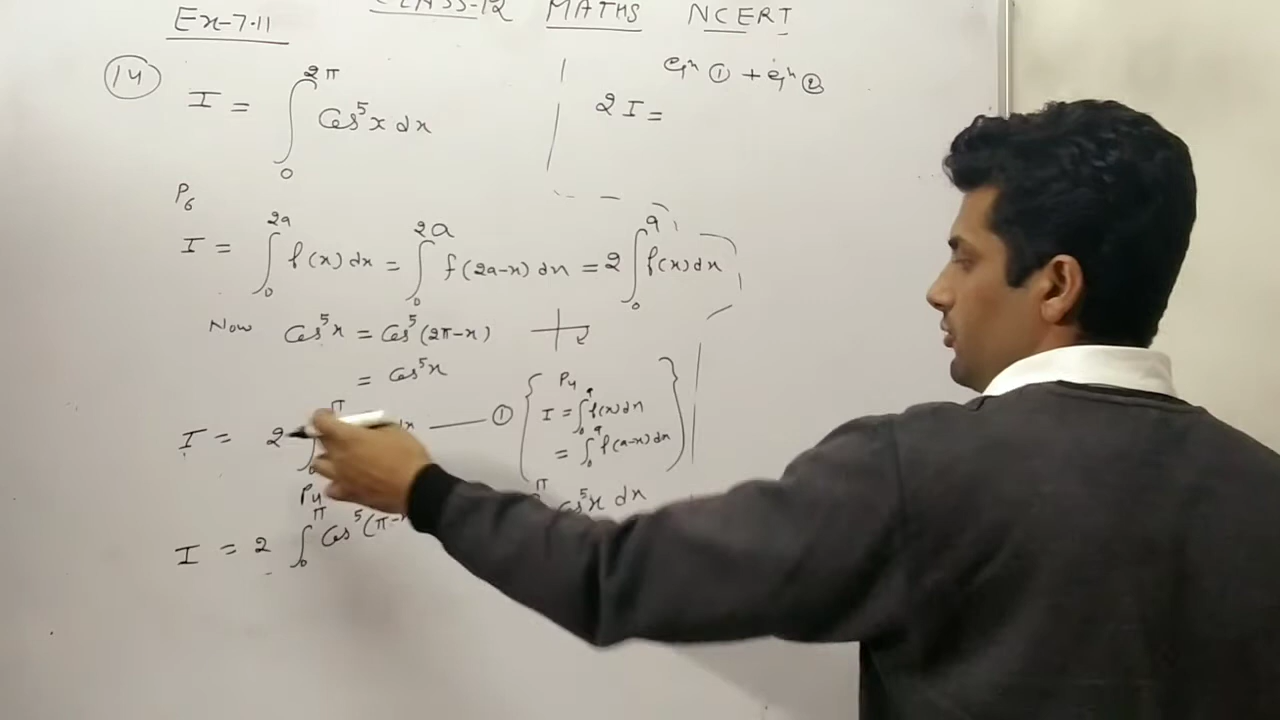 CLASS-12 MATHS NCERT
Ex-7.11
14
I = ∫₀^2π Cos⁵x dx
P₆
I = ∫₀^2a f(x) dx = ∫₀^2a f(2a-x) dx = 2 ∫₀^a f(x) dx
Now Cos⁵x = Cos⁵(2π-x)
= Cos⁵x
I = 2 ∫₀^π dx —— ①
{ P₄
I = ∫₀^a f(x) dx
= ∫₀^a f(a-x) dx }
P₄
I = 2 ∫₀^π Cos⁵(π-
π Cos⁵x dx
eqⁿ ① + eqⁿ ②
2I =